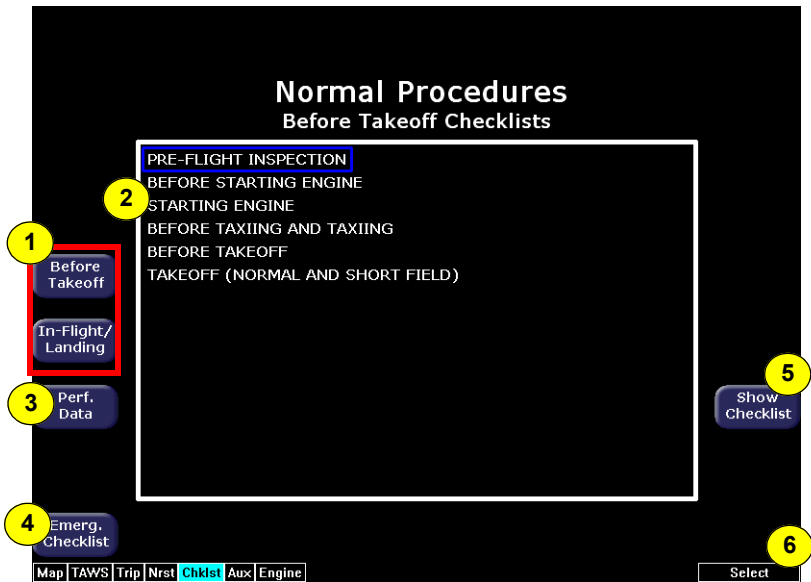 Normal Procedures
Before Takeoff Checklists
PRE-FLIGHT INSPECTION
BEFORE STARTING ENGINE
2
STARTING ENGINE
BEFORE TAXIING AND TAXIING
BEFORE TAKEOFF
TAKEOFF (NORMAL AND SHORT FIELD)
1
Before
Takeoff
In-Flight/
Landing
3
Perf.
Data
5
Show
Checklist
4
Emerg.
Checklist
6
Map TAWS Trip Nrst Chklst Aux Engine
Select